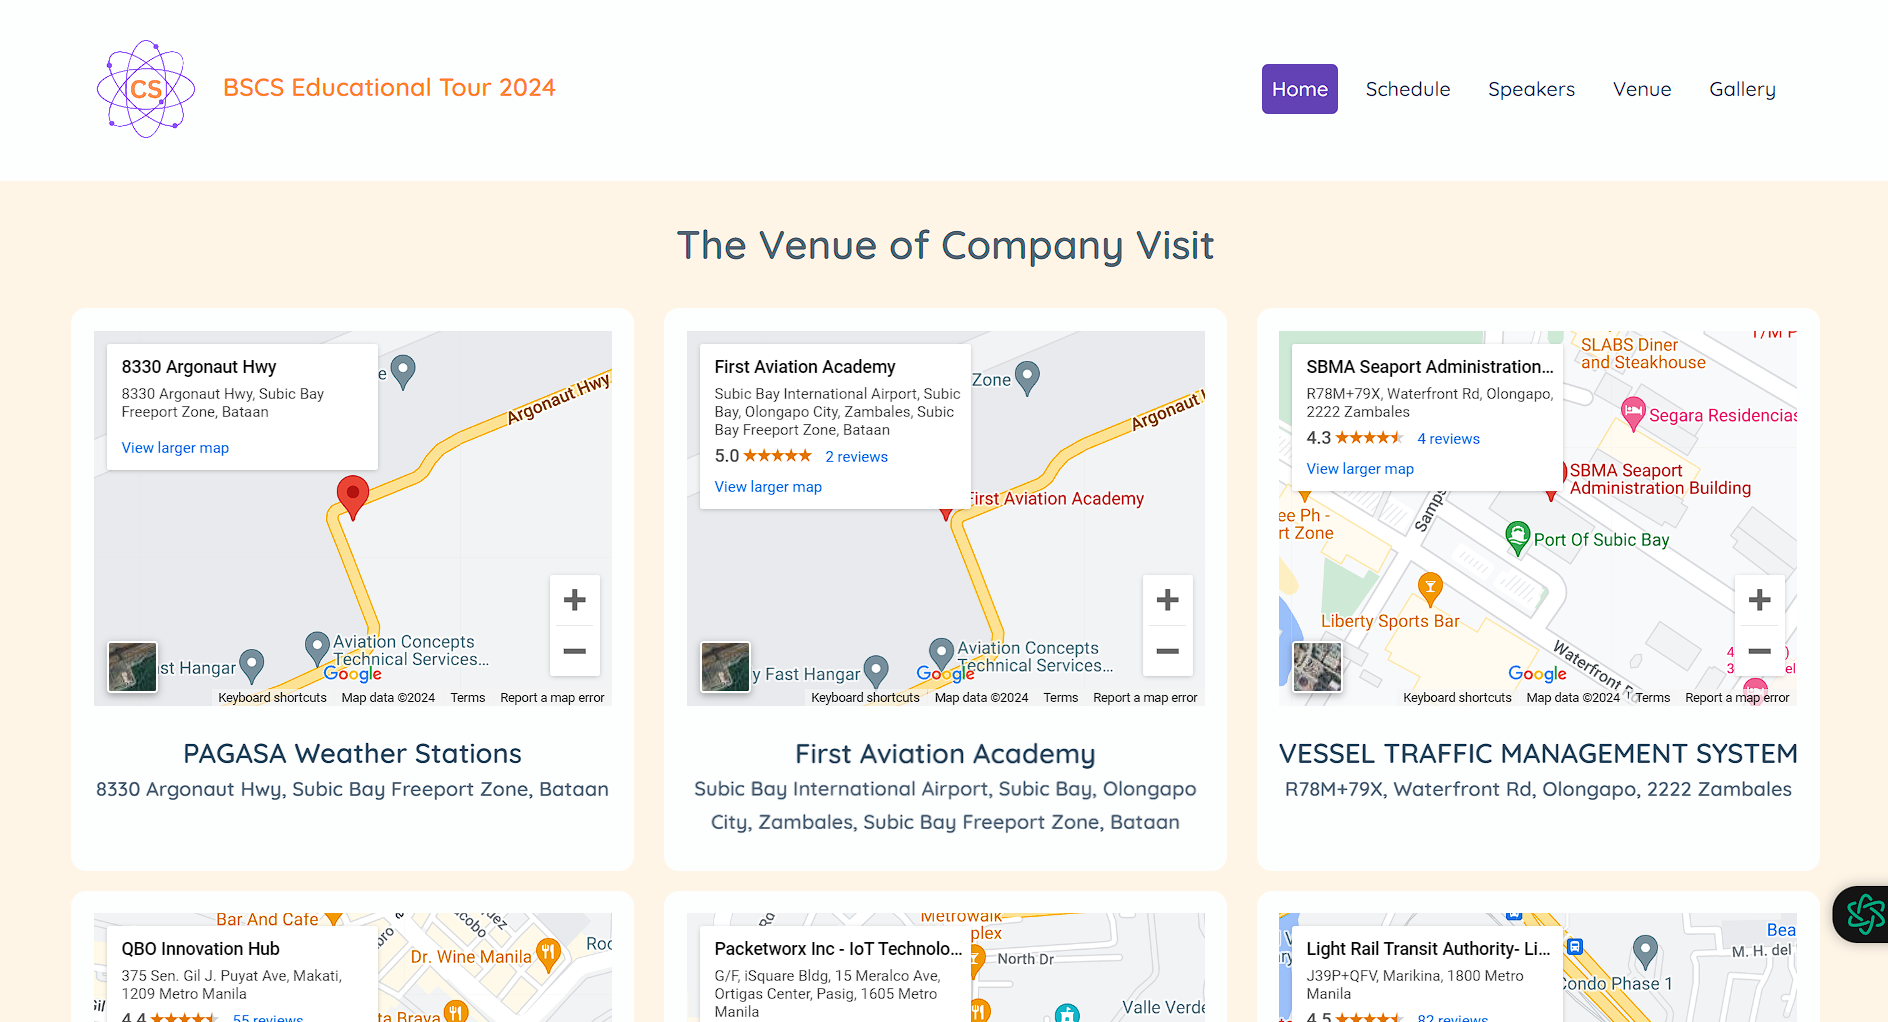 CS
BSCS Educational Tour 2024
Home
Schedule
Speakers
Venue
Gallery
The Venue of Company Visit
8330 Argonaut Hwy
8330 Argonaut Hwy, Subic Bay
Freeport Zone, Bataan
View larger map
Argonaut Hwy
Aviation Concepts
Technical Services...
st Hangar
Google
Keyboard shortcuts
Map data ©2024
Terms
Report a map error
PAGASA Weather Stations
8330 Argonaut Hwy, Subic Bay Freeport Zone, Bataan
First Aviation Academy
Subic Bay International Airport, Subic
Bay, Olongapo City, Zambales, Subic
Bay Freeport Zone, Bataan
5.0
2 reviews
View larger map
Zone
Argonaut
First Aviation Academy
Aviation Concepts
Technical Services...
y Fast Hangar
Google
Keyboard shortcuts
Map data ©2024
Terms
Report a map error
First Aviation Academy
Subic Bay International Airport, Subic Bay, Olongapo
City, Zambales, Subic Bay Freeport Zone, Bataan
SBMA Seaport Administration...
R78M+79X, Waterfront Rd, Olongapo,
2222 Zambales
4.3
4 reviews
View larger map
SLABS Diner
and Steakhouse
Segara Residencias
SBMA Seaport
Administration Building
ee Ph -
rt Zone
Samps
Port Of Subic Bay
Liberty Sports Bar
Waterfront
Google
Keyboard shortcuts
Map data ©2024
Terms
Report a map error
VESSEL TRAFFIC MANAGEMENT SYSTEM
R78M+79X, Waterfront Rd, Olongapo, 2222 Zambales
Bar And Cafe
QBO Innovation Hub
375 Sen. Gil J. Puyat Ave, Makati,
1209 Metro Manila
4.4
55 reviews
Dr. Wine Manila
Roc
ta Brava
Gil
Rd
Metrowalk
plex
Packetworx Inc - IoT Technolo...
G/F, iSquare Bldg, 15 Meralco Ave,
Ortigas Center, Pasig, 1605 Metro
Manila
North Dr
Valle Verde
Light Rail Transit Authority- Li...
J39P+QFV, Marikina, 1800 Metro
Manila
4.5
82 reviews
Bea
M. H. del
Condo Phase 1